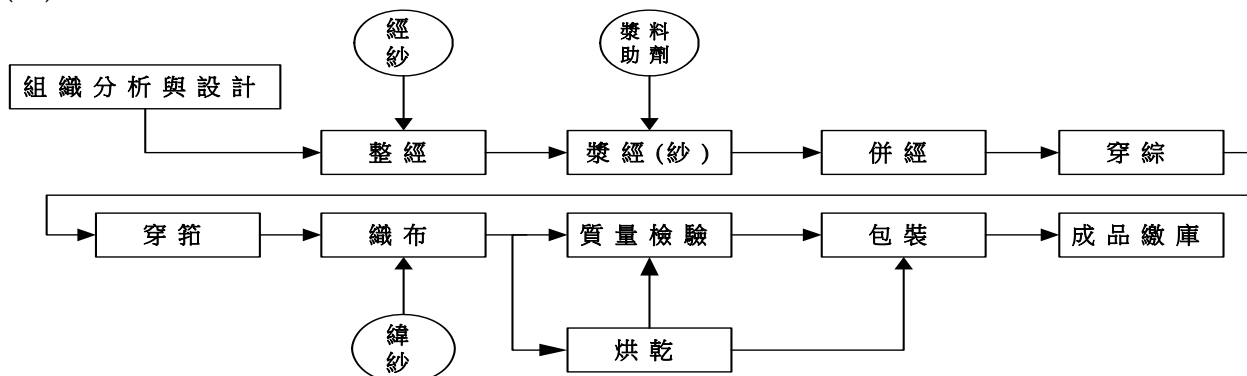 經
紗
漿料
助劑
組織分析與設計
整經
漿經(紗)
併經
穿綜
穿筘
織布
質量檢驗
包裝
成品繳庫
緯
紗
烘乾